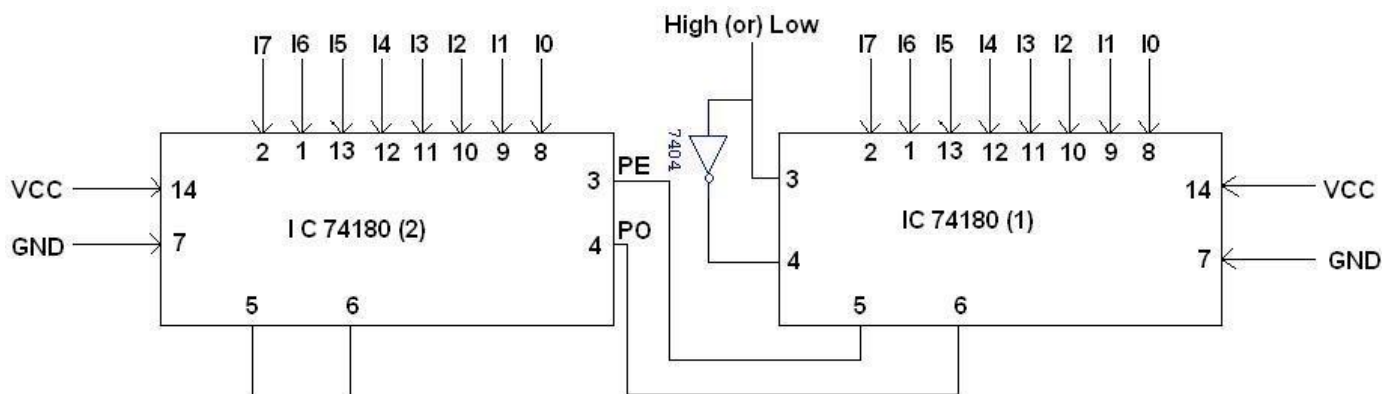 High (or) Low
I7 I6 I5 I4 I3 I2 I1 I0
I7 I6 I5 I4 I3 I2 I1 I0
2 1 13 12 11 10 9 8
7404
2 1 13 12 11 10 9 8
VCC
14
3
PE
3
14
VCC
I C 74180 (2)
IC 74180 (1)
GND
7
4
PO
4
7
GND
5 6
5 6